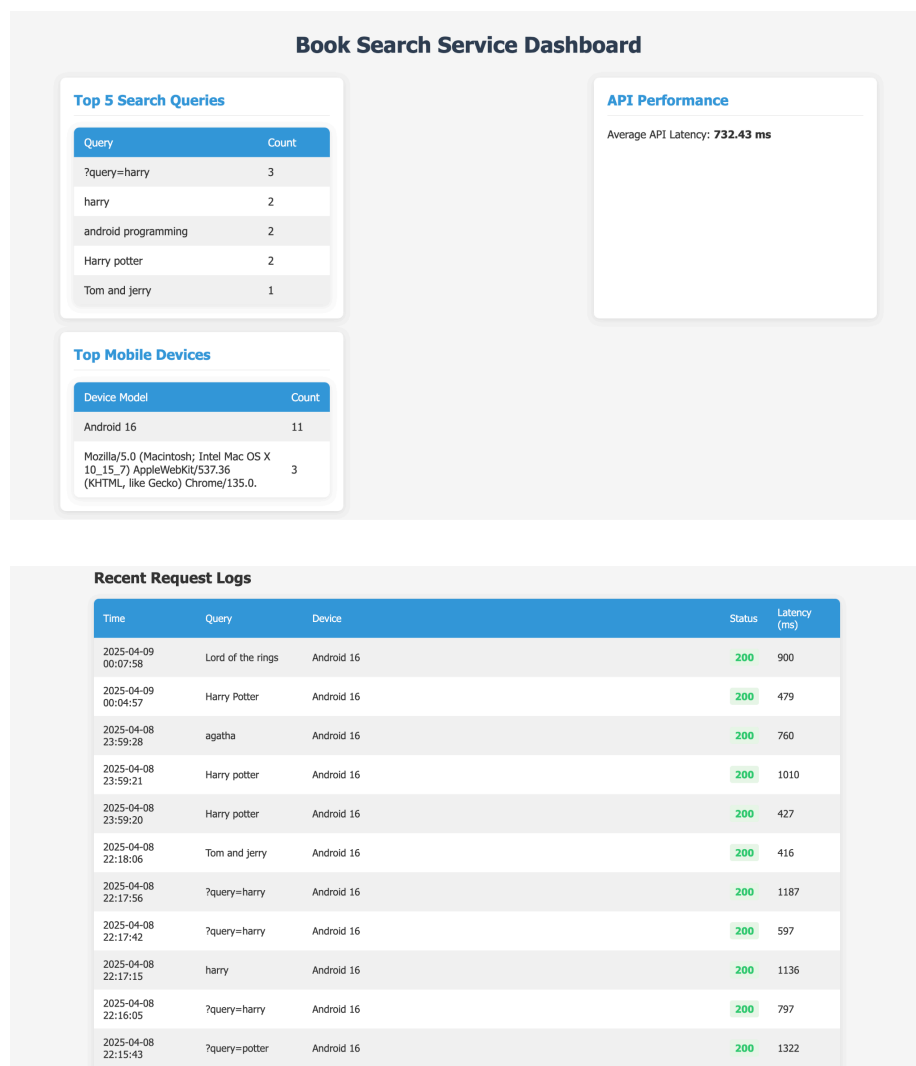 Book Search Service Dashboard
Top 5 Search Queries
Query Count
?query=harry 3
harry 2
android programming 2
Harry potter 2
Tom and jerry 1
API Performance
Average API Latency: 732.43 ms
Top Mobile Devices
Device Model Count
Android 16 11
Mozilla/5.0 (Macintosh; Intel Mac OS X
10_15_7) AppleWebKit/537.36 3
(KHTML, like Gecko) Chrome/135.0.
Recent Request Logs
Time Query Device Status Latency
(ms)
2025-04-09
00:07:58 Lord of the rings Android 16 200 900
2025-04-09
00:04:57 Harry Potter Android 16 200 479
2025-04-08
23:59:28 agatha Android 16 200 760
2025-04-08
23:59:21 Harry potter Android 16 200 1010
2025-04-08
23:59:20 Harry potter Android 16 200 427
2025-04-08
22:18:06 Tom and jerry Android 16 200 416
2025-04-08
22:17:56 ?query=harry Android 16 200 1187
2025-04-08
22:17:42 ?query=harry Android 16 200 597
2025-04-08
22:17:15 harry Android 16 200 1136
2025-04-08
22:16:05 ?query=harry Android 16 200 797
2025-04-08
22:15:43 ?query=potter Android 16 200 1322